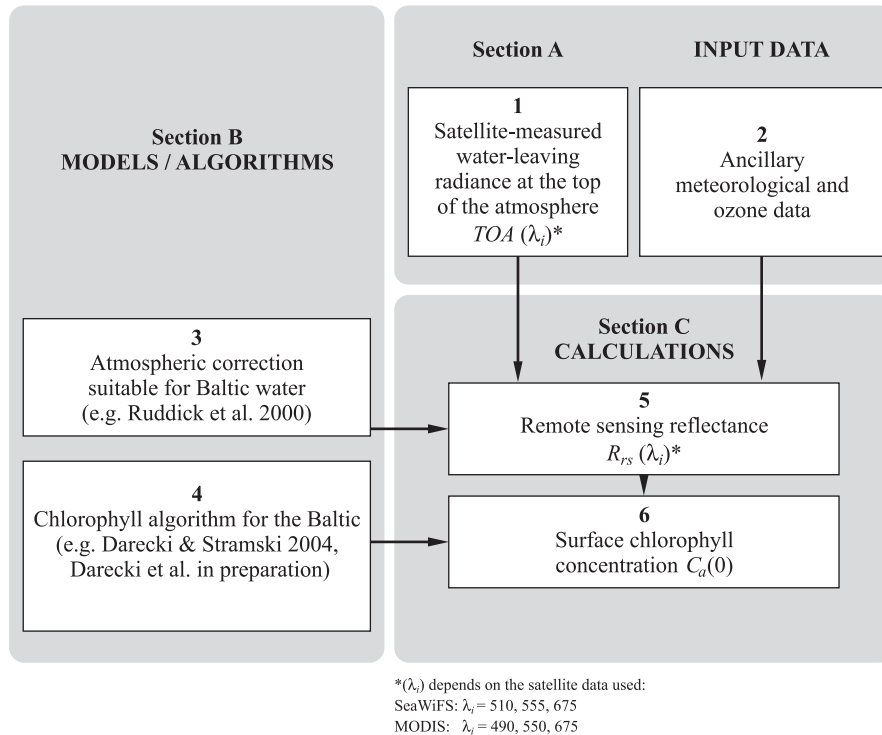 Section A
INPUT DATA
1
Satellite-measured
water-leaving
radiance at the top
of the atmosphere
TOA (λi)*
2
Ancillary
meteorological and
ozone data
Section B
MODELS / ALGORITHMS
3
Atmospheric correction
suitable for Baltic water
(e.g. Ruddick et al. 2000)
4
Chlorophyll algorithm for the Baltic
(e.g. Darecki & Stramski 2004,
Darecki et al. in preparation)
Section C
CALCULATIONS
5
Remote sensing reflectance
Rrs (λi)*
6
Surface chlorophyll
concentration Ca(0)
*(λi) depends on the satellite data used:
SeaWiFS: λi = 510, 555, 675
MODIS: λi = 490, 550, 675